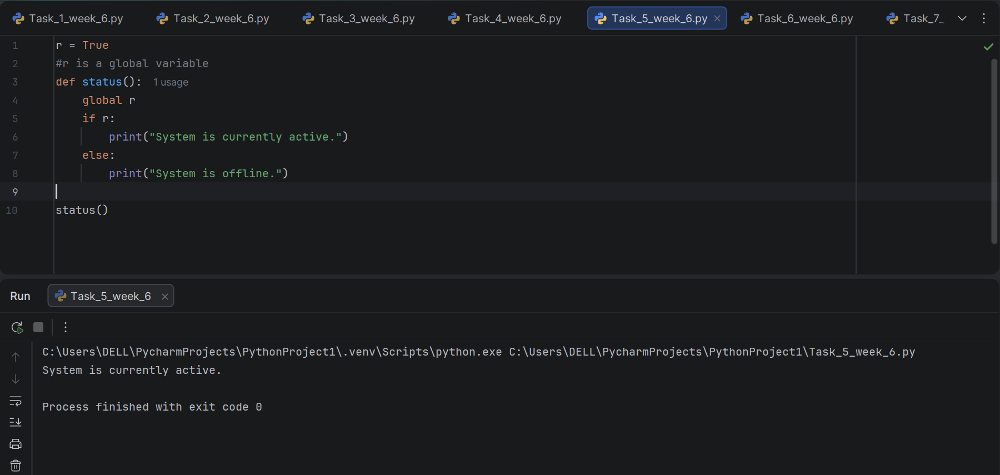 Task_1_week_6.py Task_2_week_6.py Task_3_week_6.py Task_4_week_6.py Task_5_week_6.py Task_6_week_6.py Task_7_
1 r = True
2 #r is a global variable
3 def status(): 1 usage
4 global r
5 if r:
6 print("System is currently active.")
7 else:
8 print("System is offline.")
9
10 status()
Run Task_5_week_6
C:\Users\DELL\PycharmProjects\PythonProject1\.venv\Scripts\python.exe C:\Users\DELL\PycharmProjects\PythonProject1\Task_5_week_6.py
System is currently active.
Process finished with exit code 0